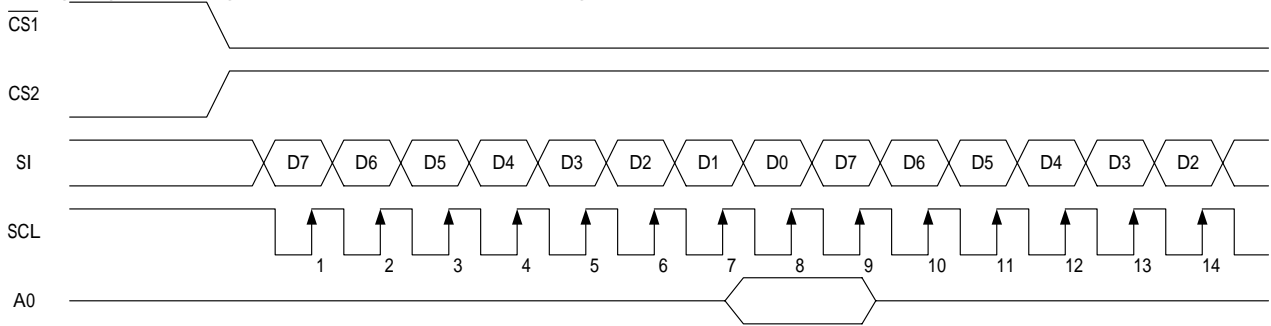 CS1
CS2
SI D7 D6 D5 D4 D3 D2 D1 D0 D7 D6 D5 D4 D3 D2
SCL
1 2 3 4 5 6 7 8 9 10 11 12 13 14
A0